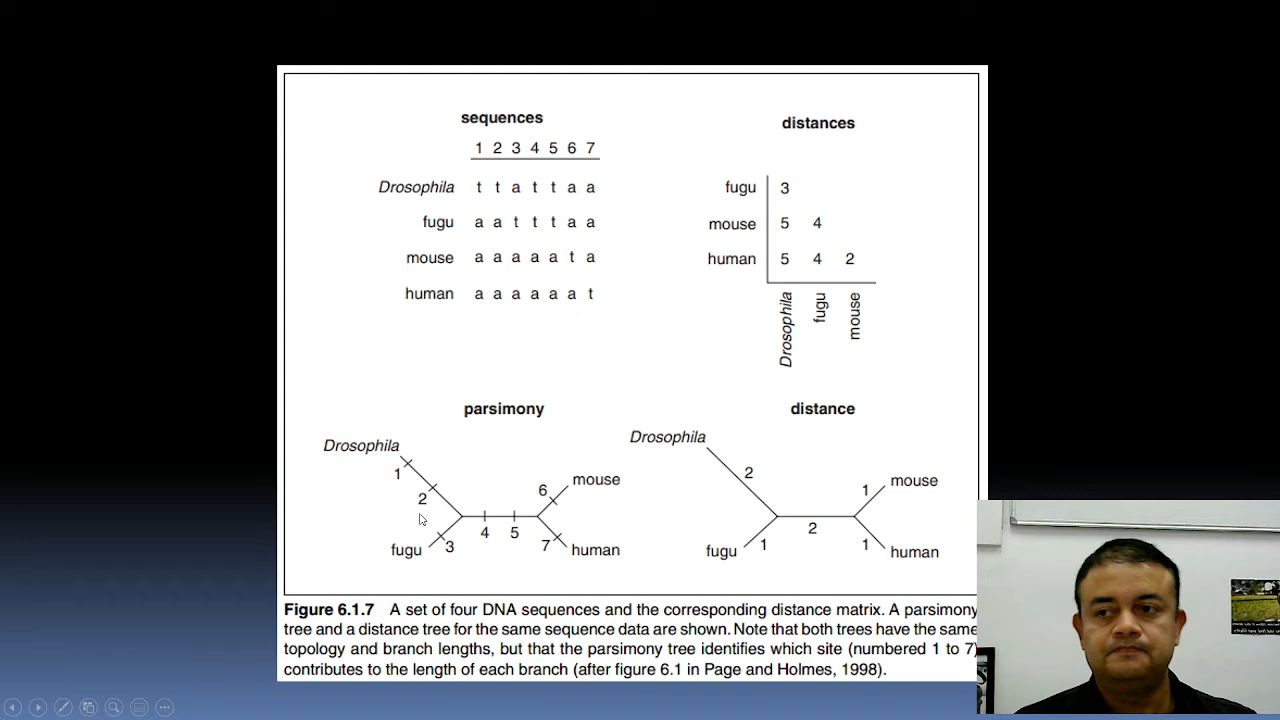 sequences
1 2 3 4 5 6 7
Drosophila t t a t t a a
fugu a a t t t a a
mouse a a a a a t a
human a a a a a a t
distances
fugu 3
mouse 5 4
human 5 4 2
Drosophila
fugu
mouse
parsimony
Drosophila
1
2
fugu
3
4
5
6
mouse
7
human
distance
Drosophila
2
fugu
1
2
1
mouse
1
human
Figure 6.1.7 A set of four DNA sequences and the corresponding distance matrix. A parsimony
tree and a distance tree for the same sequence data are shown. Note that both trees have the same
topology and branch lengths, but that the parsimony tree identifies which site (numbered 1 to 7)
contributes to the length of each branch (after figure 6.1 in Page and Holmes, 1998).